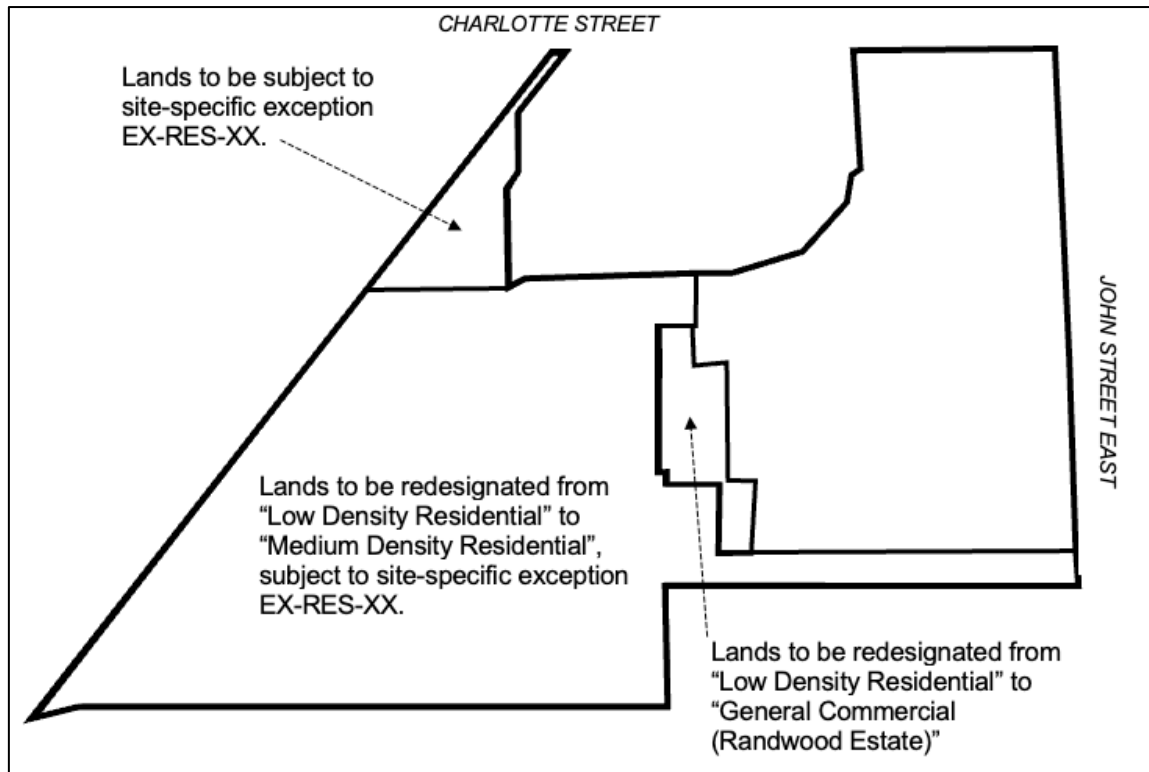 CHARLOTTE STREET
Lands to be subject to
site-specific exception
EX-RES-XX.
JOHN STREET EAST
Lands to be redesignated from
“Low Density Residential” to
“Medium Density Residential”,
subject to site-specific exception
EX-RES-XX.
Lands to be redesignated from
“Low Density Residential” to
“General Commercial
(Randwood Estate)”